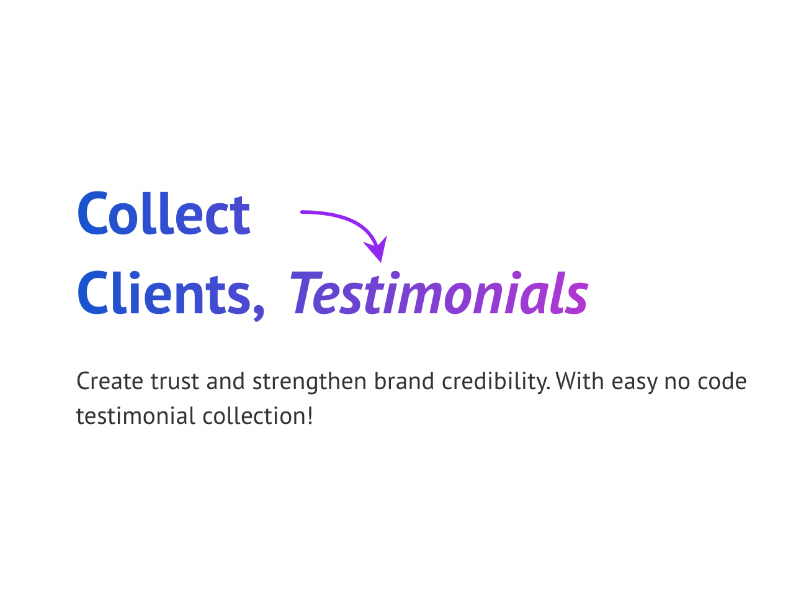 Collect
Clients, Testimonials
Create trust and strengthen brand credibility. With easy no code
testimonial collection!